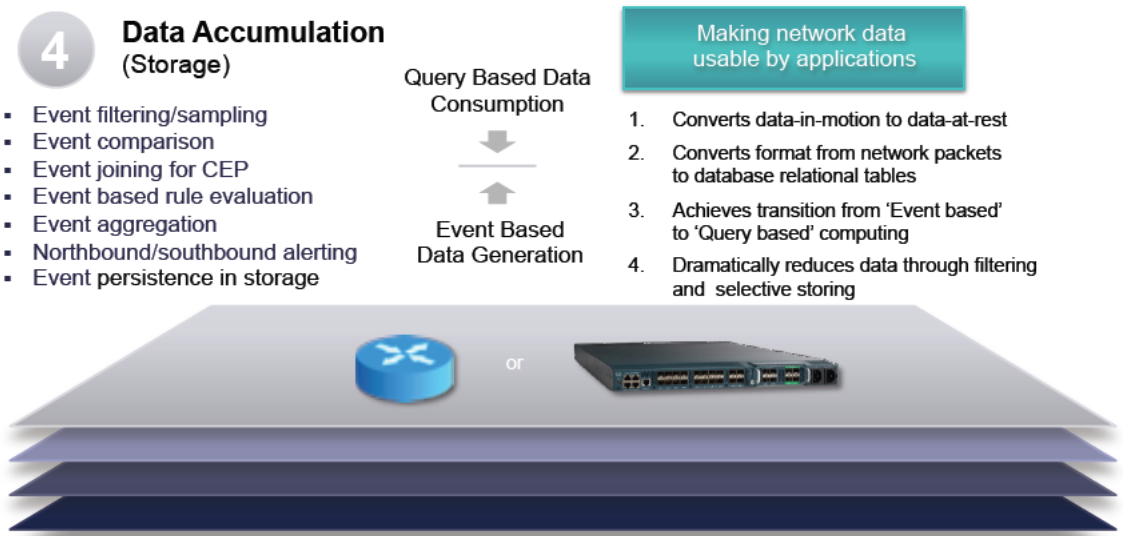 4
Data Accumulation
(Storage)
▪ Event filtering/sampling
▪ Event comparison
▪ Event joining for CEP
▪ Event based rule evaluation
▪ Event aggregation
▪ Northbound/southbound alerting
▪ Event persistence in storage
Query Based Data
Consumption
Event Based
Data Generation
Making network data
usable by applications
1. Converts data-in-motion to data-at-rest
2. Converts format from network packets
to database relational tables
3. Achieves transition from ‘Event based’
to ‘Query based’ computing
4. Dramatically reduces data through filtering
and selective storing
or